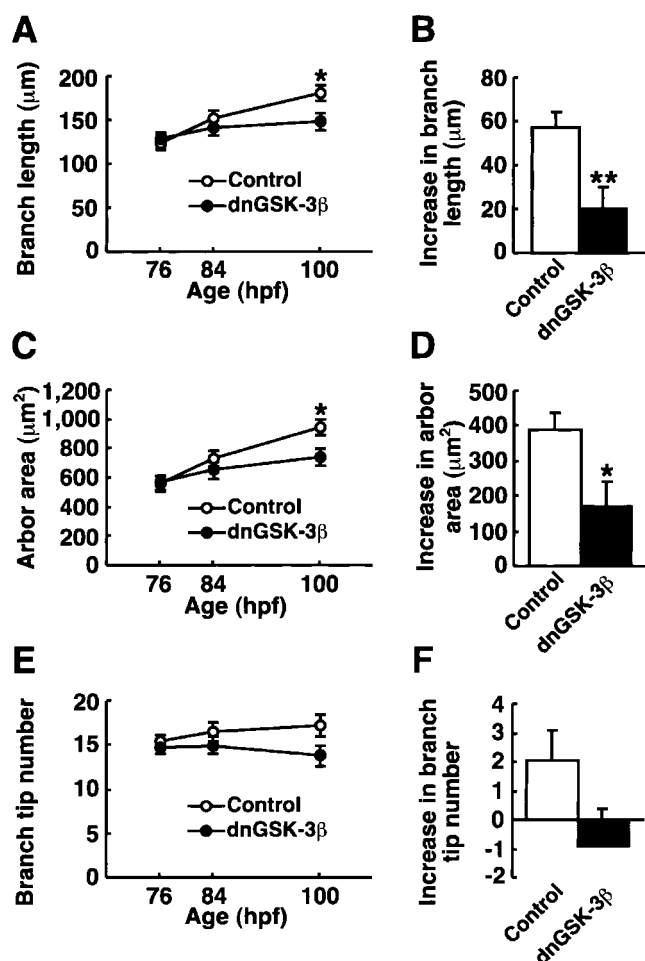 A
Branch length (μm)
200
150
100
50
0
*
Control
dnGSK-3β
76 84 100
Age (hpf)
B
Increase in branch
length (μm)
80
60
40
20
0
**
Control
dnGSK-3β
C
Arbor area (μm²)
1,200
1,000
800
600
400
200
0
*
Control
dnGSK-3β
76 84 100
Age (hpf)
D
Increase in arbor
area (μm²)
500
400
300
200
100
0
*
Control
dnGSK-3β
E
Branch tip number
20
15
10
5
0
Control
dnGSK-3β
76 84 100
Age (hpf)
F
Increase in branch
tip number
4
3
2
1
0
-1
-2
Control
dnGSK-3β